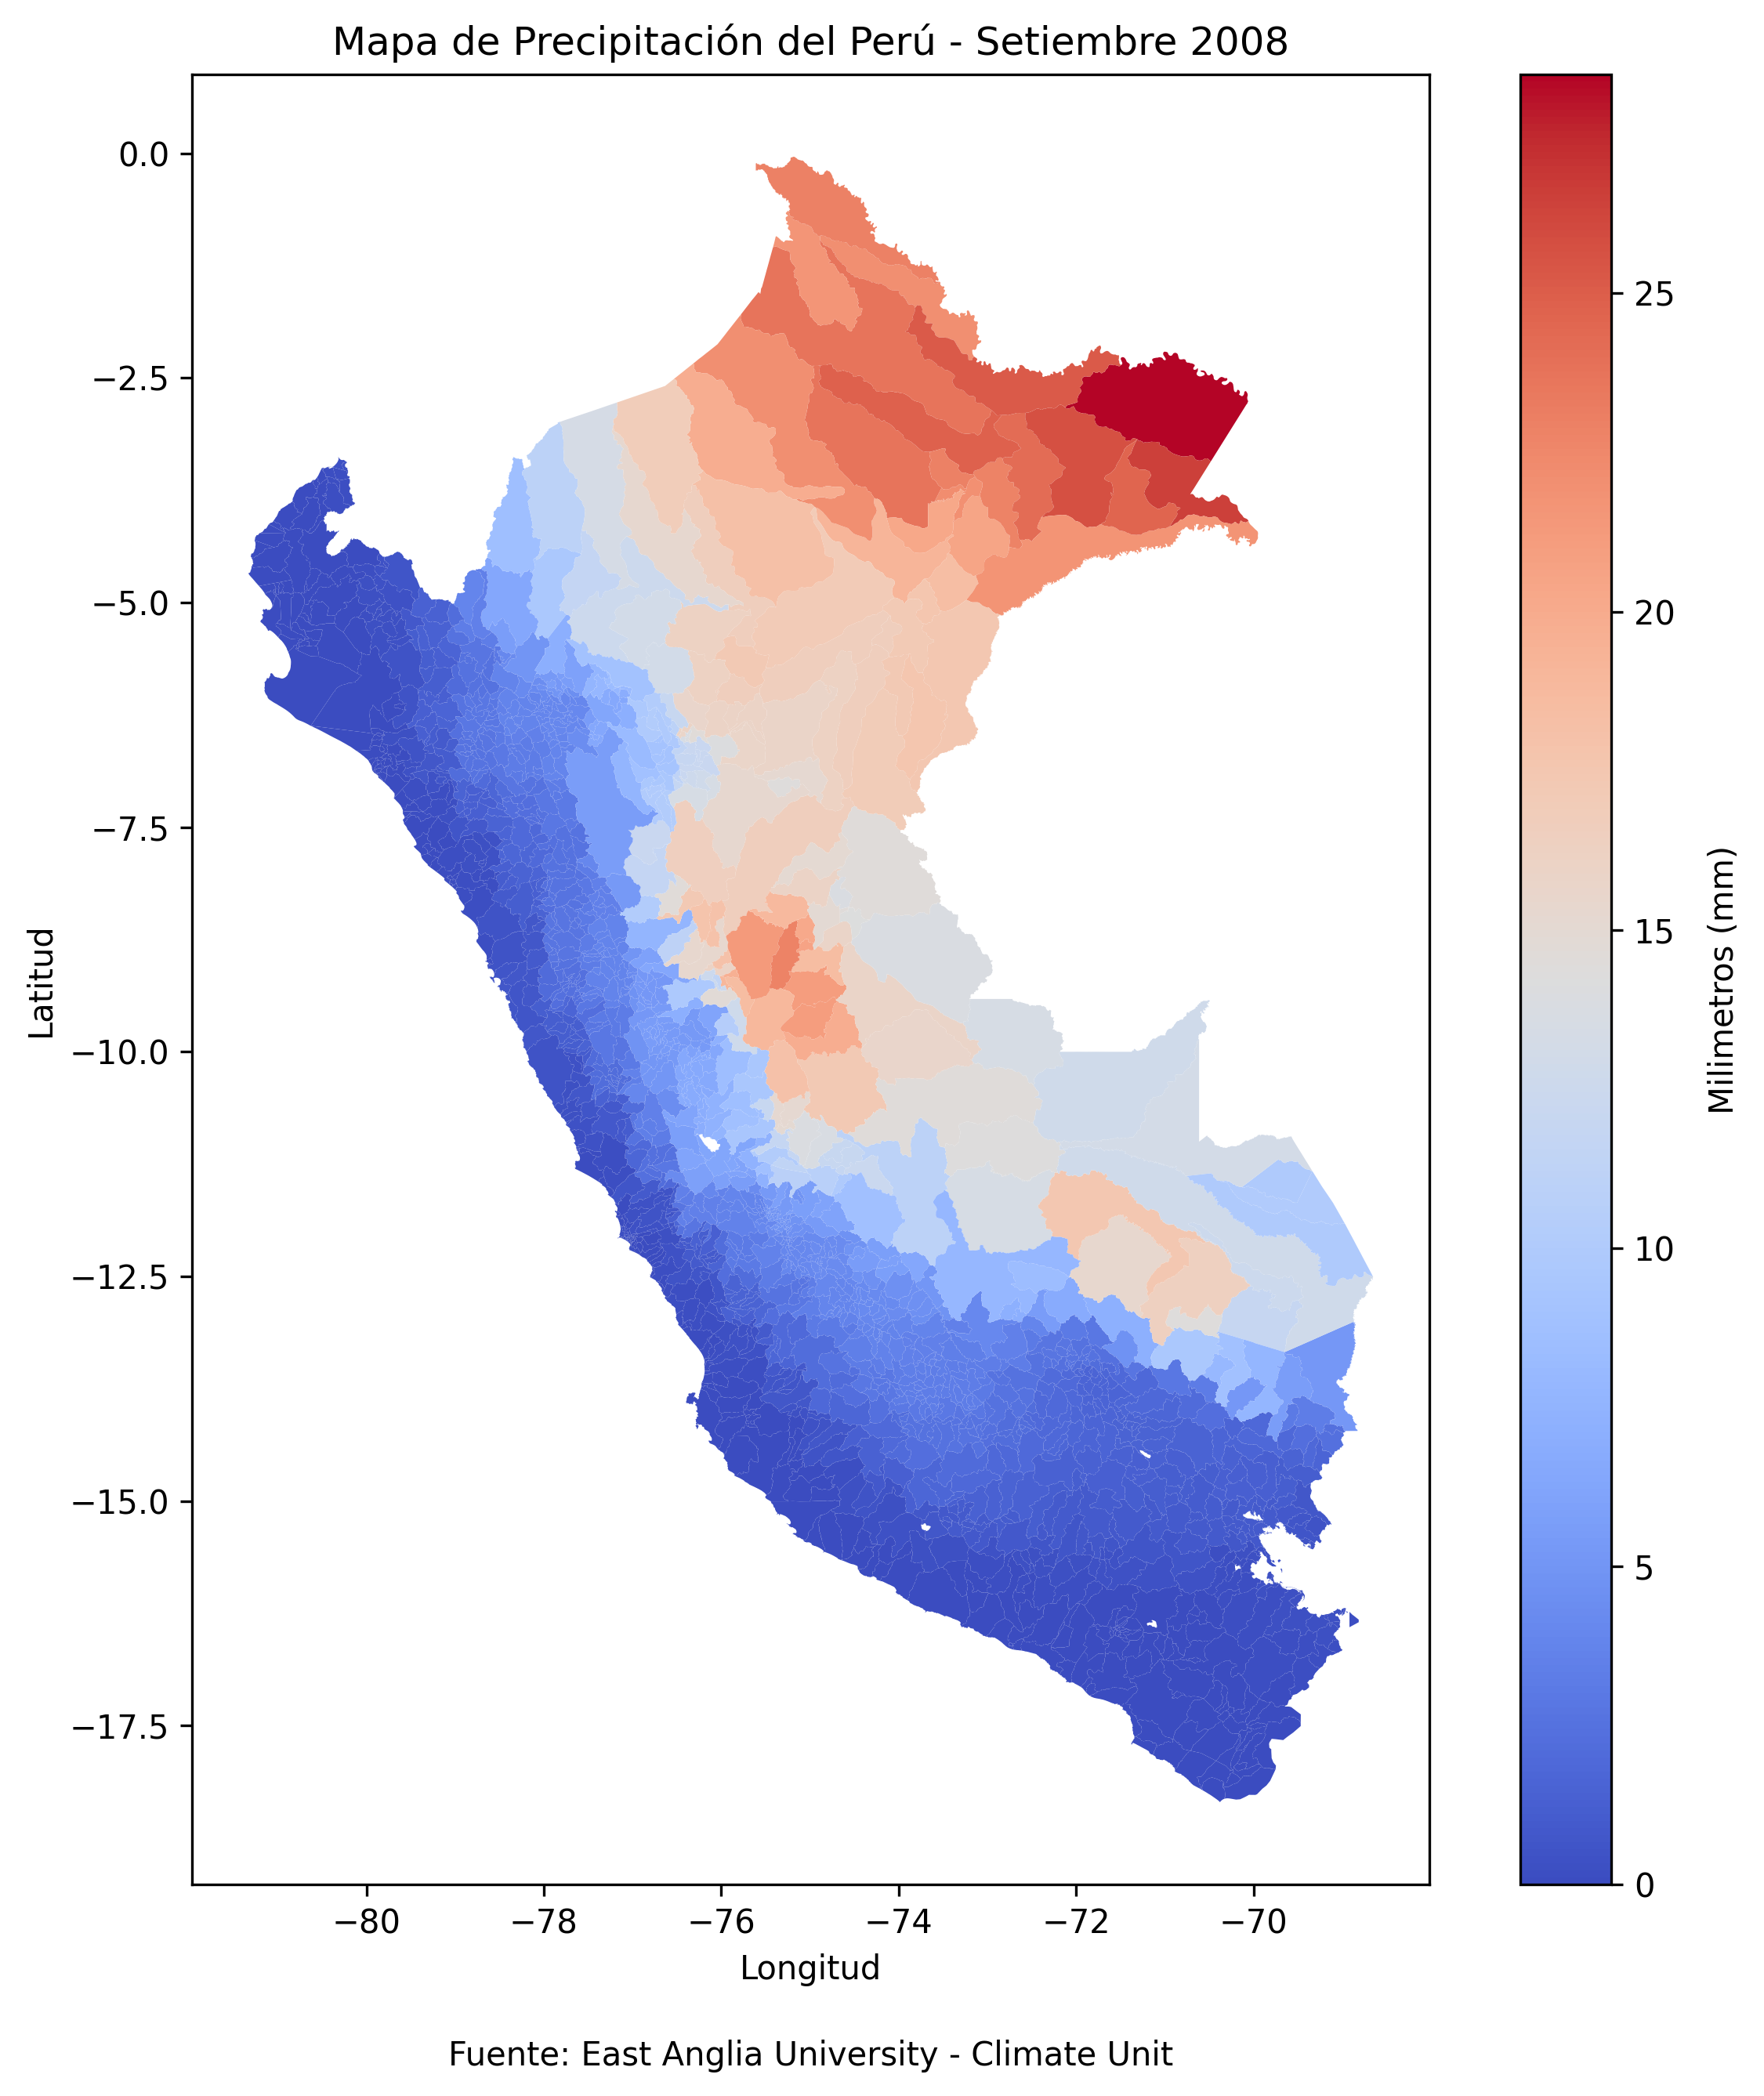 Mapa de Precipitación del Perú - Setiembre 2008
0.0
−2.5
−5.0
−7.5
−10.0
−12.5
−15.0
−17.5
Latitud
−80 −78 −76 −74 −72 −70
Longitud
25
20
15
10
5
0
Milimetros (mm)
Fuente: East Anglia University - Climate Unit